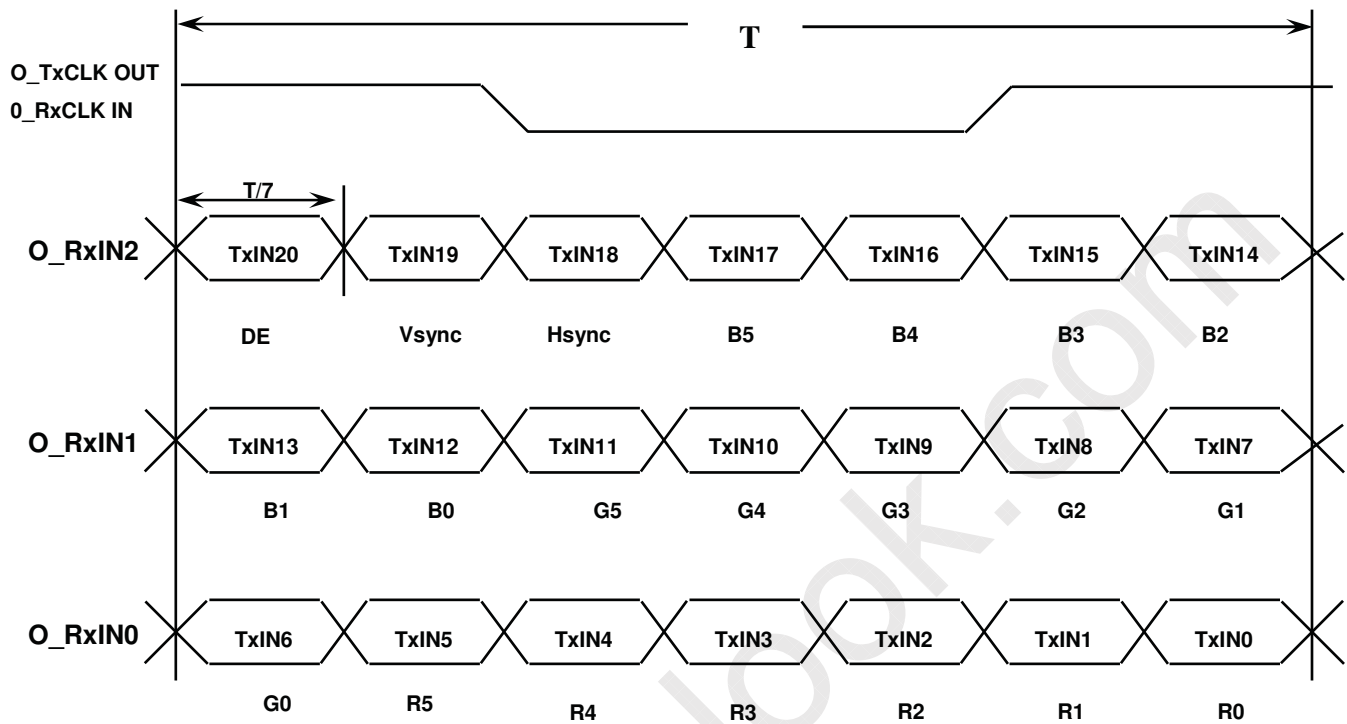 T
O_TxCLK OUT
0_RxCLK IN
T/7
O_RxIN2 TxIN20 TxIN19 TxIN18 TxIN17 TxIN16 TxIN15 TxIN14
DE Vsync Hsync B5 B4 B3 B2
O_RxIN1 TxIN13 TxIN12 TxIN11 TxIN10 TxIN9 TxIN8 TxIN7
B1 B0 G5 G4 G3 G2 G1
O_RxIN0 TxIN6 TxIN5 TxIN4 TxIN3 TxIN2 TxIN1 TxIN0
G0 R5 R4 R3 R2 R1 R0
look.com